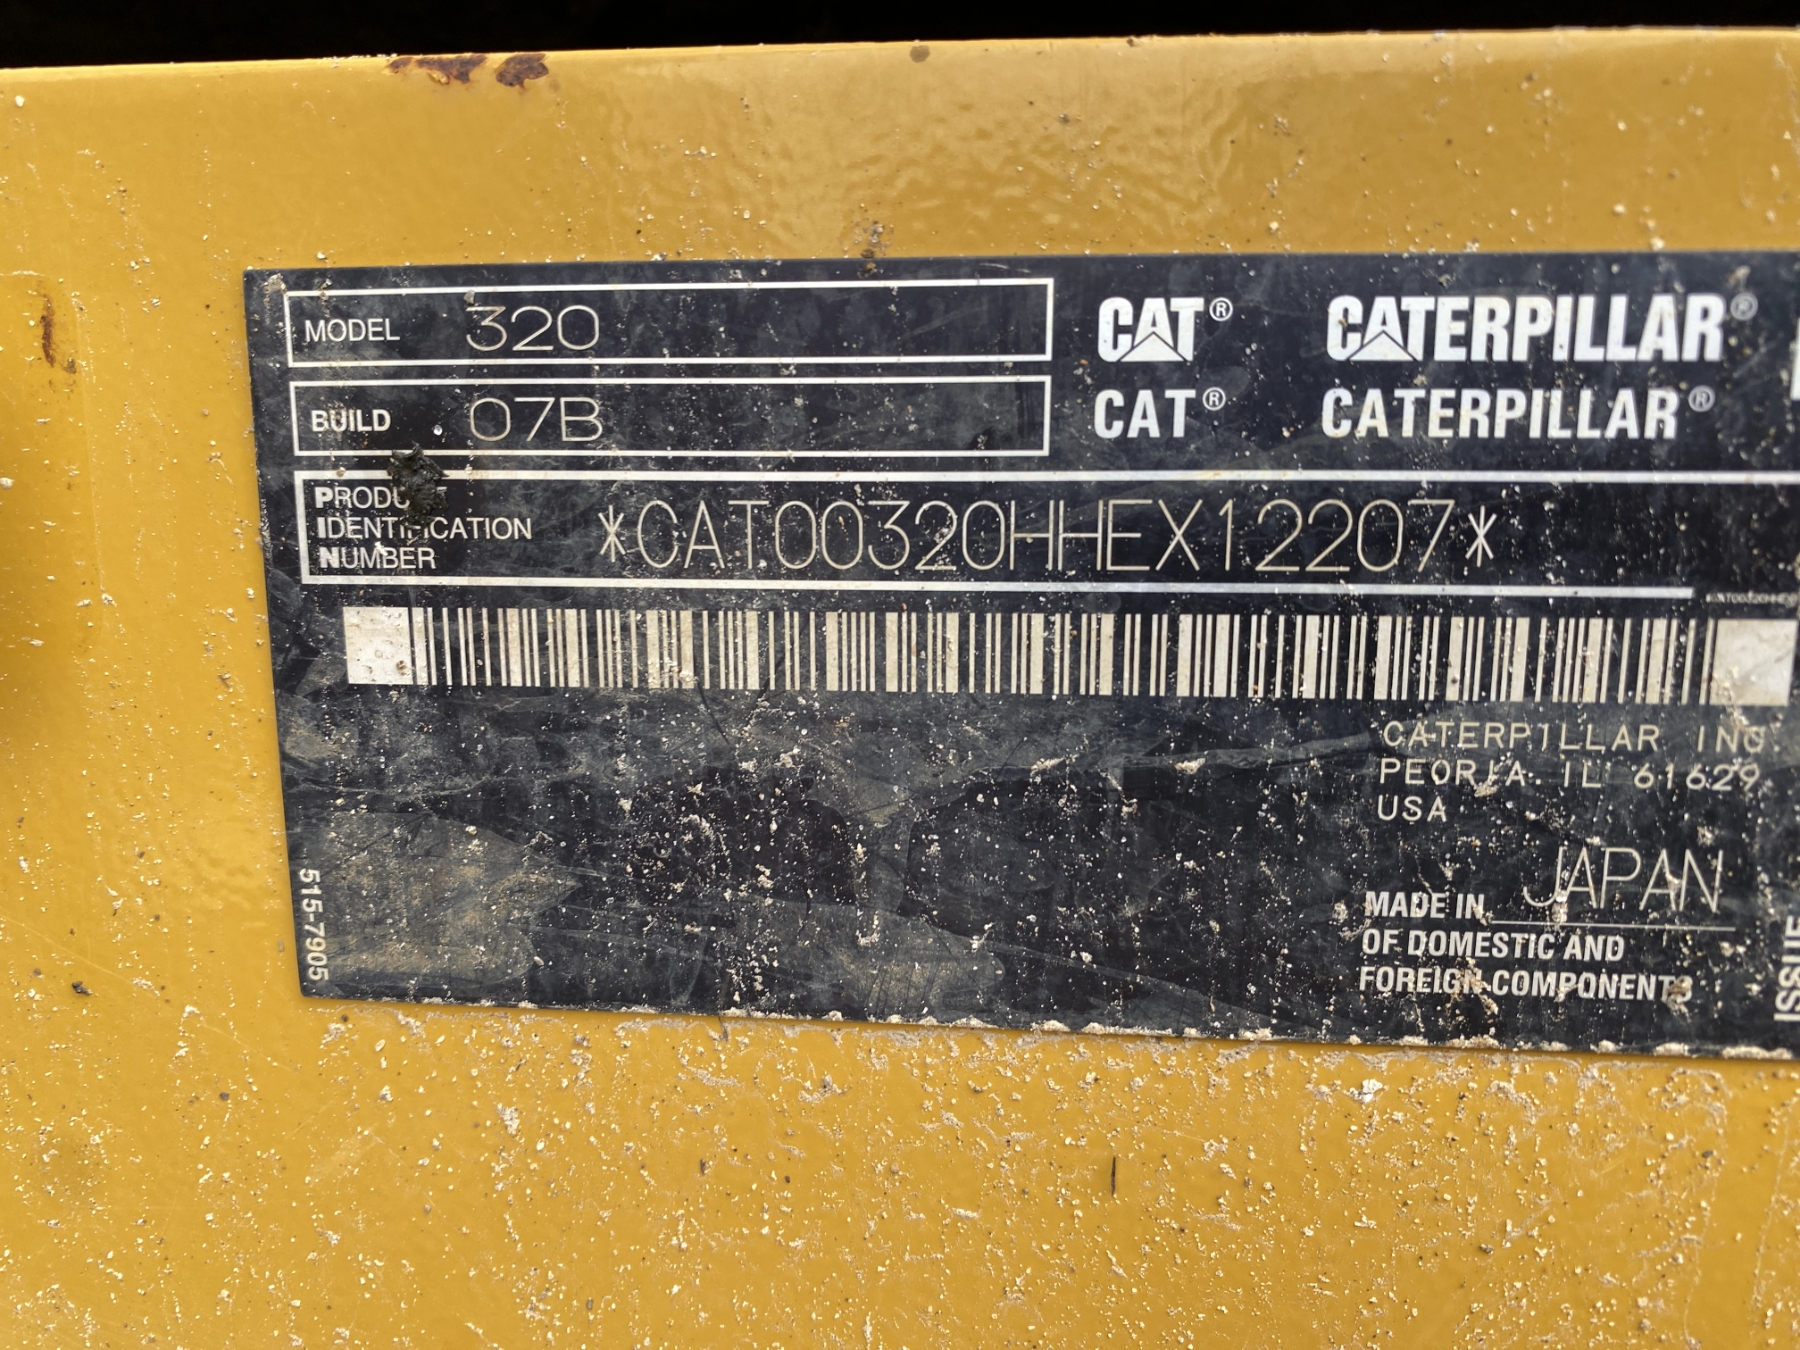 MODEL 320
CAT® CATERPILLAR®
BUILD 07B
CAT® CATERPILLAR®
PRODU
IDENTIFICATION
NUMBER
*CAT00320HHEX12207*
CATERPILLAR INC.
PEORIA IL 61629
USA
MADE IN JAPAN
OF DOMESTIC AND
FOREIGN COMPONENTS
515-7905
ISSUE